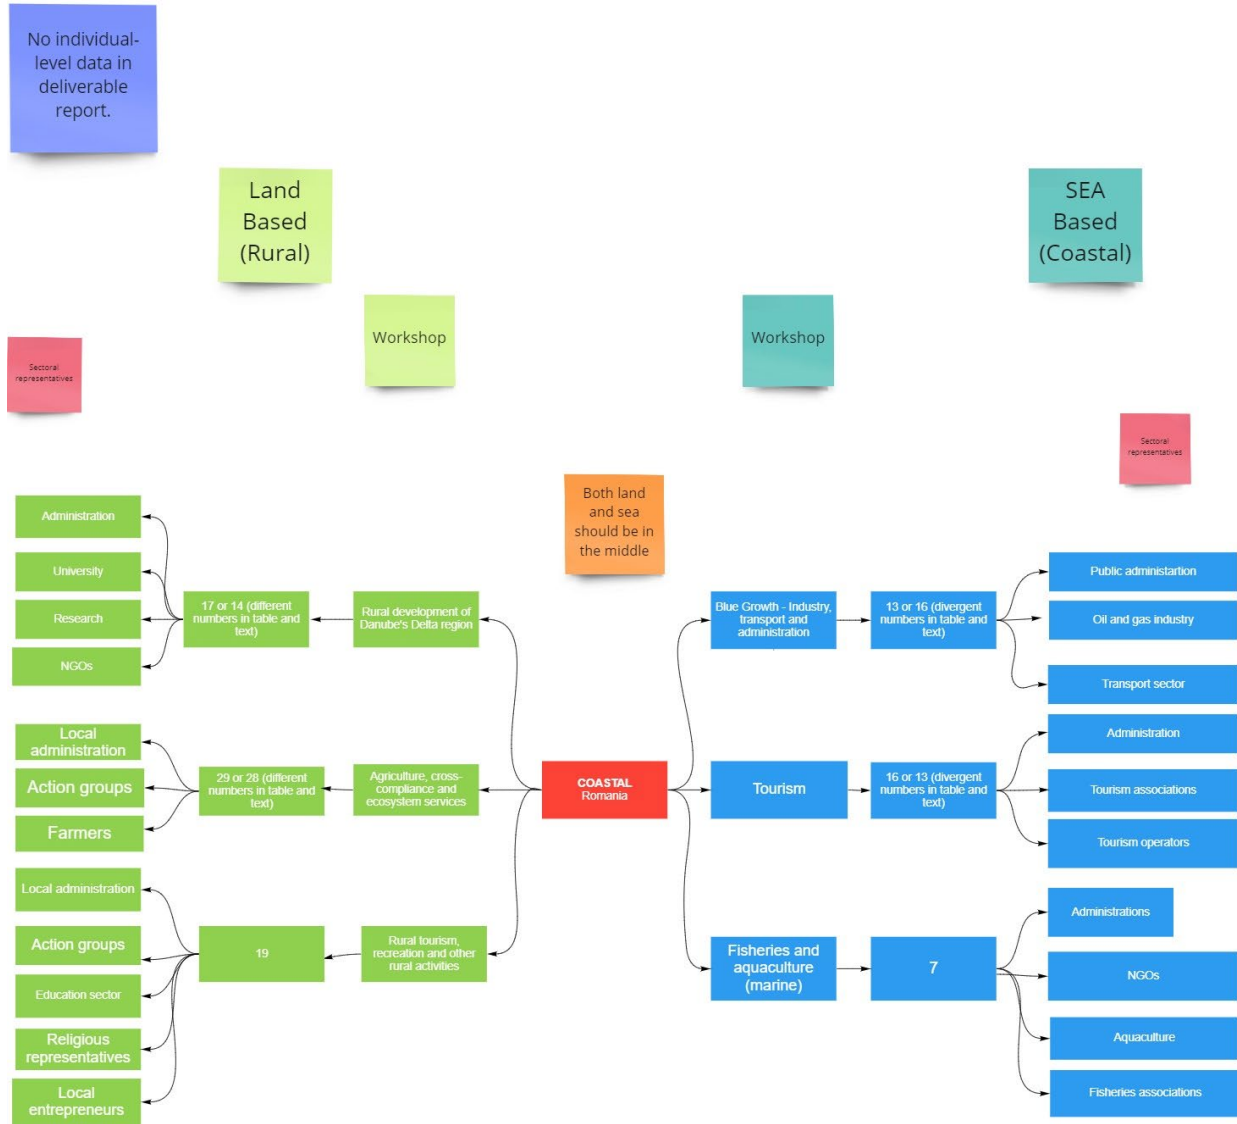 No individual-
level data in
deliverable
report.
Land
Based
(Rural)
SEA
Based
(Coastal)
Workshop
Workshop
Sectoral
representatives
Sectoral
representatives
Both land
and sea
should be in
the middle
Administration
University
Research
NGOs
17 or 14 (different
numbers in table and
text)
Rural development of
Danube's Delta region
Blue Growth - Industry,
transport and
administration
13 or 16 (divergent
numbers in table and
text)
Public administartion
Oil and gas industry
Transport sector
Local
administration
Action groups
Farmers
29 or 28 (different
numbers in table and
text)
Agriculture, cross-
compliance and
ecosystem services
COASTAL
Romania
Tourism
16 or 13 (divergent
numbers in table and
text)
Administration
Tourism associations
Tourism operators
Local administration
Action groups
Education sector
Religious
representatives
Local
entrepreneurs
19
Rural tourism,
recreation and other
rural activities
Fisheries and
aquaculture
(marine)
7
Administrations
NGOs
Aquaculture
Fisheries associations